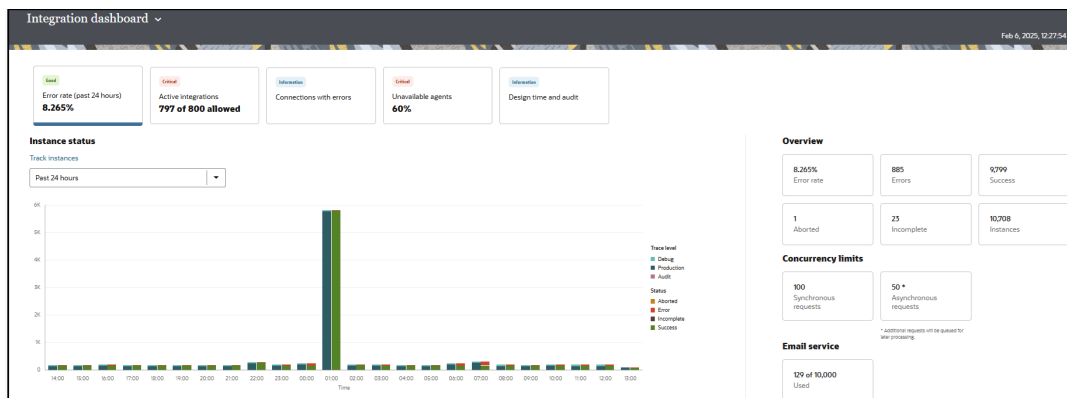 Integration dashboard
Feb 6, 2025, 12:27:54
Good
Error rate (past 24 hours)
8.265%
Critical
Active integrations
797 of 800 allowed
Information
Connections with errors
Critical
Unavailable agents
60%
Information
Design time and audit
Instance status
Track instances
Past 24 hours
6K
5K
4K
3K
2K
1K
0
14:00 15:00 16:00 17:00 18:00 19:00 20:00 21:00 22:00 23:00 00:00 01:00 02:00 03:00 04:00 05:00 06:00 07:00 08:00 09:00 10:00 11:00 12:00 13:00
Time
Trace level
Debug
Production
Audit
Status
Aborted
Error
Incomplete
Success
Overview
8.265%
Error rate
885
Errors
9,799
Success
1
Aborted
23
Incomplete
10,708
Instances
Concurrency limits
100
Synchronous
requests
50 *
Asynchronous
requests
* Additional requests will be queued for
later processing.
Email service
129 of 10,000
Used